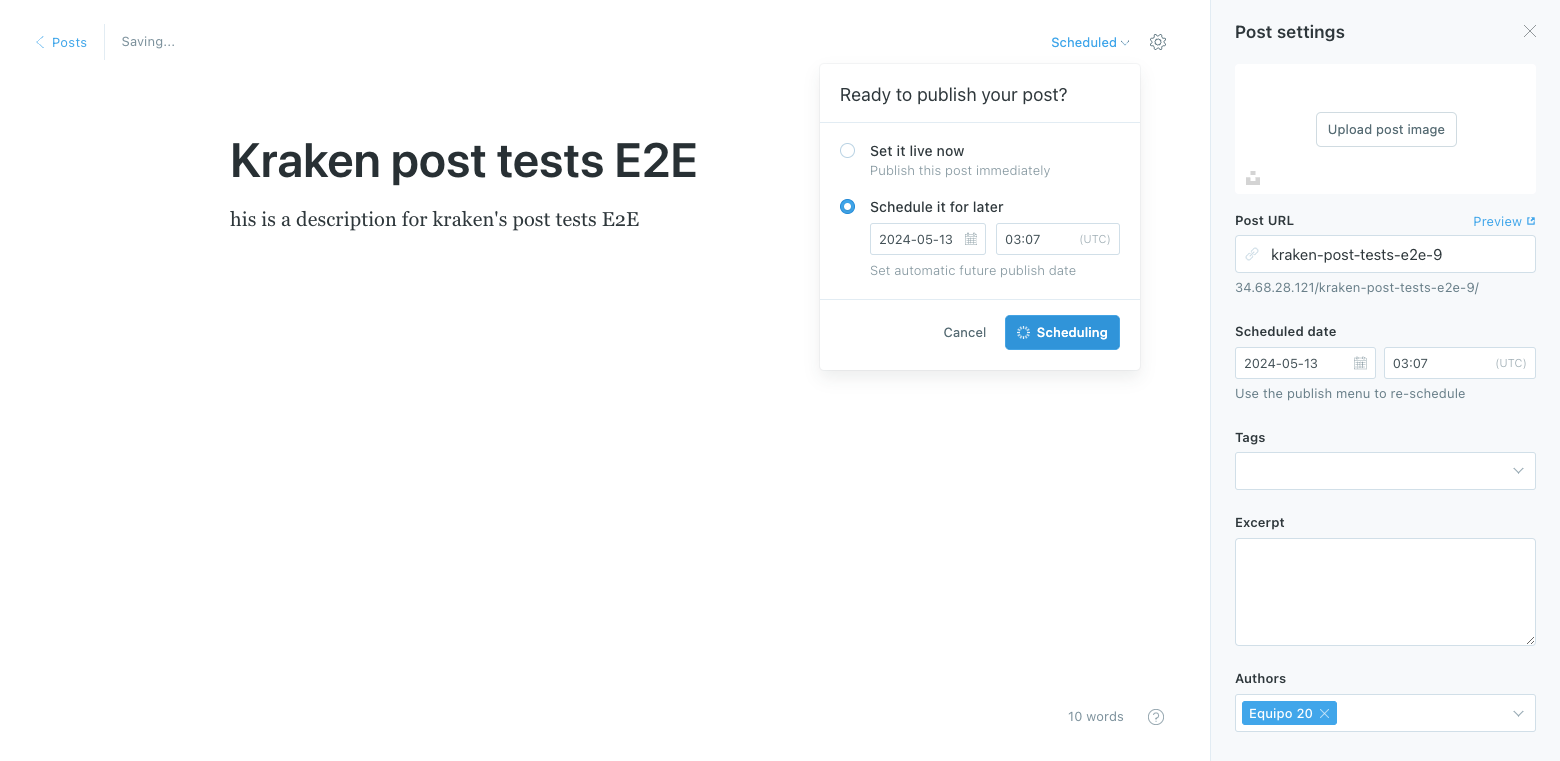 Posts
Saving...
Scheduled
Ready to publish your post?
Set it live now
Publish this post immediately
Schedule it for later
2024-05-13
03:07 (UTC)
Set automatic future publish date
Cancel
Scheduling
Kraken post tests E2E
his is a description for kraken's post tests E2E
10 words
?
Post settings
Upload post image
Post URL
Preview
kraken-post-tests-e2e-9
34.68.28.121/kraken-post-tests-e2e-9/
Scheduled date
2024-05-13
03:07 (UTC)
Use the publish menu to re-schedule
Tags
Excerpt
Authors
Equipo 20